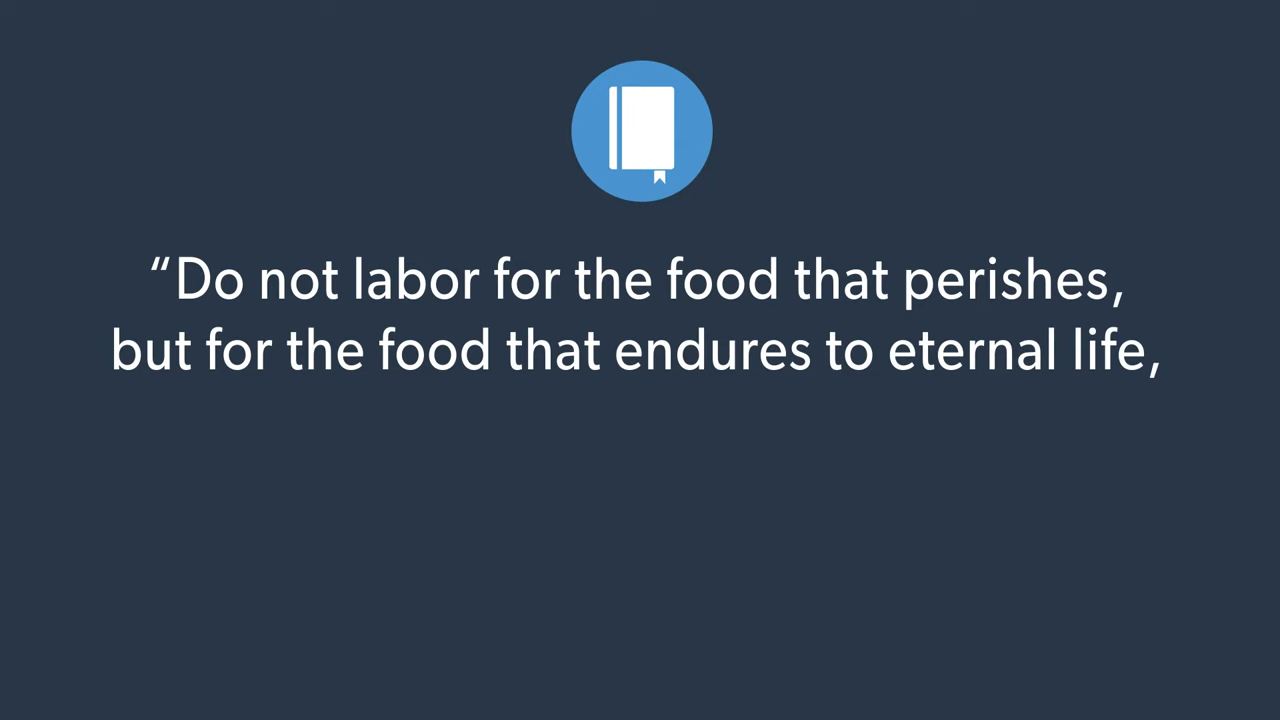 “Do not labor for the food that perishes,
but for the food that endures to eternal life,